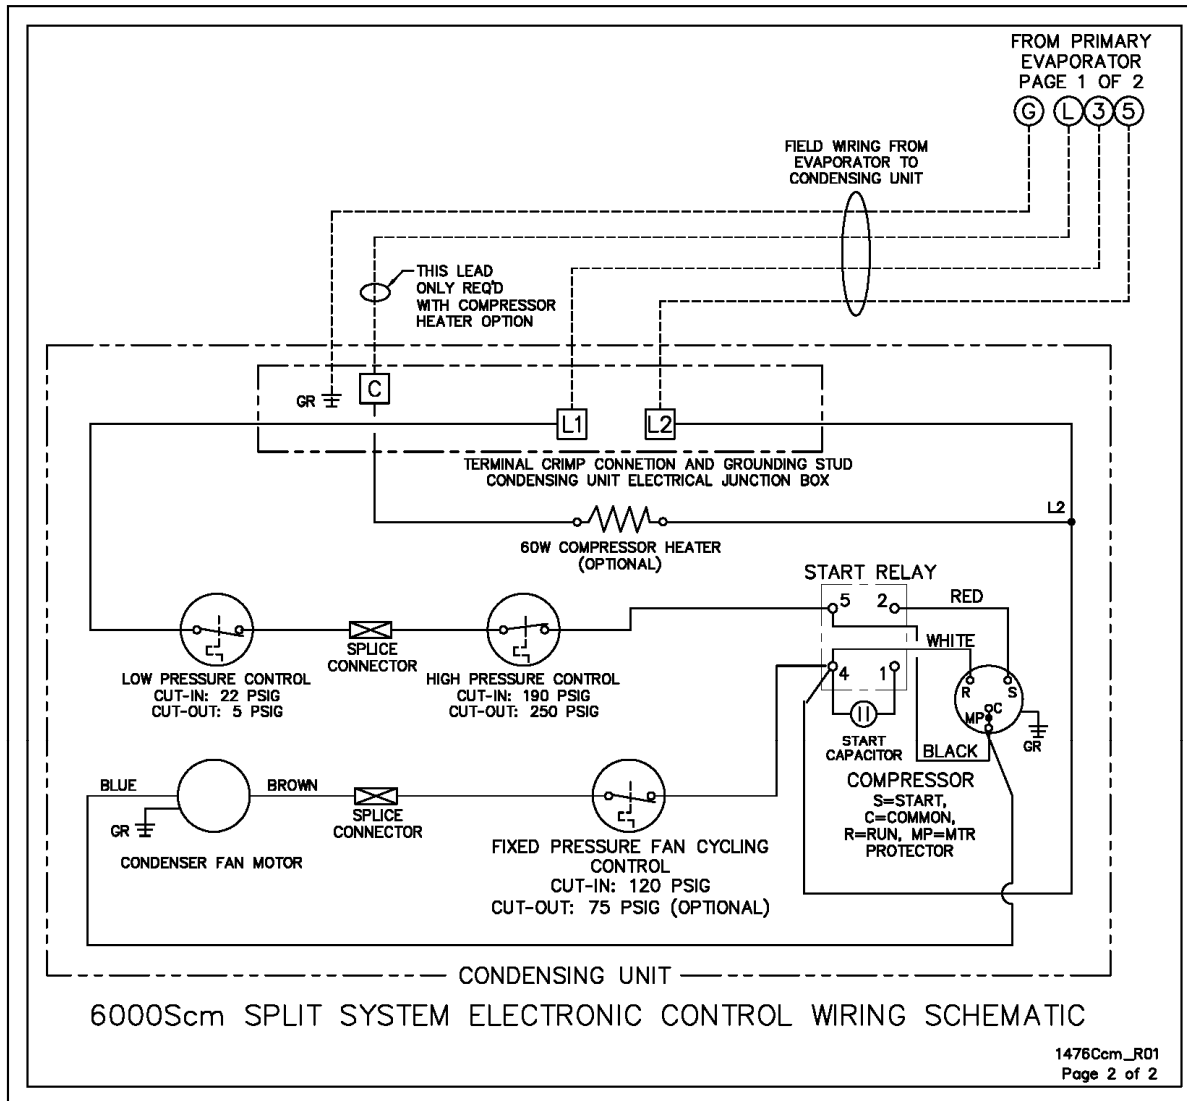 FROM PRIMARY
EVAPORATOR
PAGE 1 OF 2
G L 3 5
FIELD WIRING FROM
EVAPORATOR TO
CONDENSING UNIT
THIS LEAD
ONLY REQ'D
WITH COMPRESSOR
HEATER OPTION
GR
C
L1
L2
TERMINAL CRIMP CONNETION AND GROUNDING STUD
CONDENSING UNIT ELECTRICAL JUNCTION BOX
L2
60W COMPRESSOR HEATER
(OPTIONAL)
START RELAY
5 2
RED
WHITE
4 1
SPLICE
CONNECTOR
LOW PRESSURE CONTROL
CUT-IN: 22 PSIG
CUT-OUT: 5 PSIG
HIGH PRESSURE CONTROL
CUT-IN: 190 PSIG
CUT-OUT: 250 PSIG
R S
C
MP
GR
START
CAPACITOR
BLACK
COMPRESSOR
S=START,
C=COMMON,
R=RUN, MP=MTR
PROTECTOR
BLUE
BROWN
GR
SPLICE
CONNECTOR
CONDENSER FAN MOTOR
FIXED PRESSURE FAN CYCLING
CONTROL
CUT-IN: 120 PSIG
CUT-OUT: 75 PSIG (OPTIONAL)
CONDENSING UNIT
6000Scm SPLIT SYSTEM ELECTRONIC CONTROL WIRING SCHEMATIC
1476Ccm_R01
Page 2 of 2